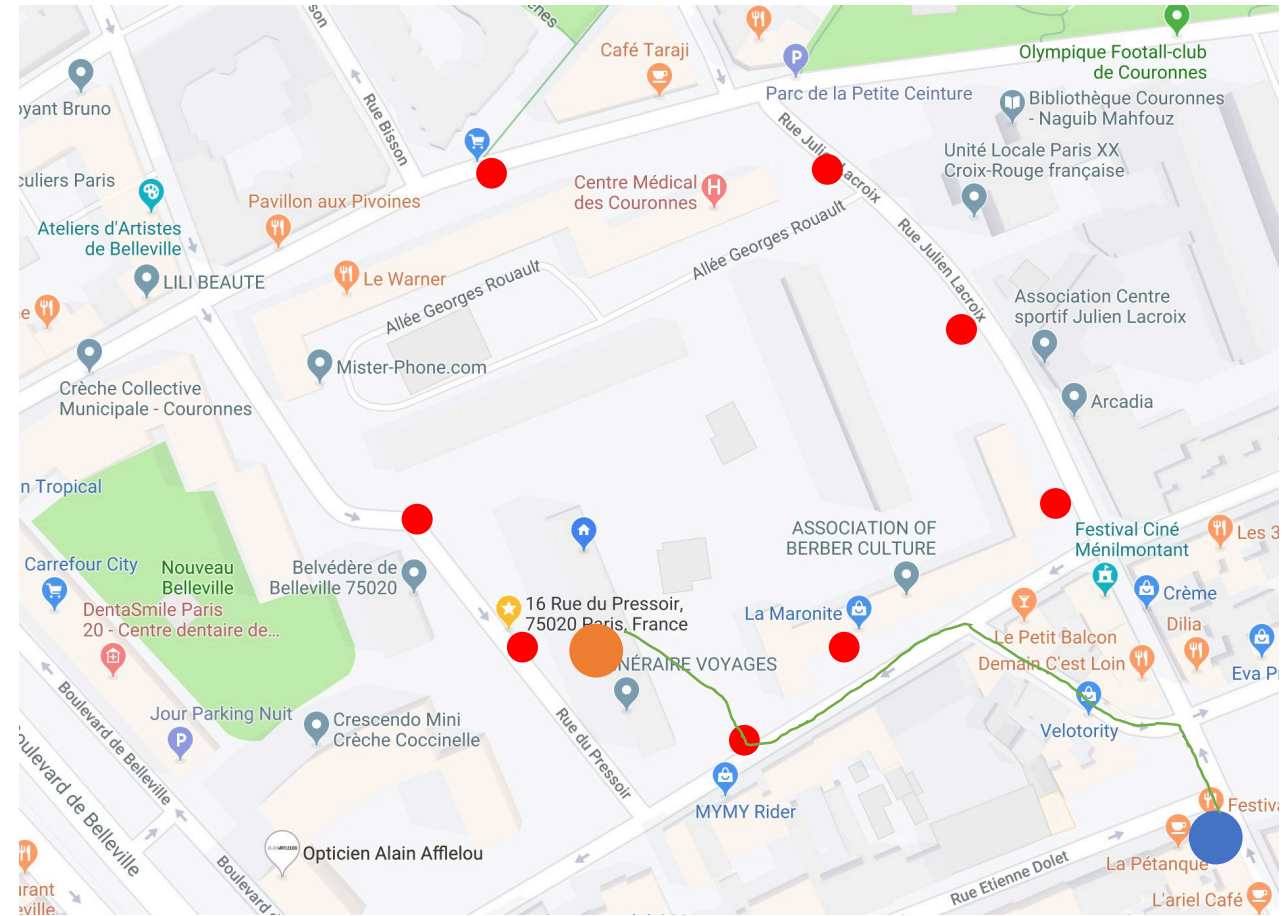 Café Taraji
Olympique Footall-club
de Couronnes
Parc de la Petite Ceinture
Bibliothèque Couronnes
- Naguib Mahfouz
yant Bruno
Rue Bisson
Rue Julien Lacroix
Unité Locale Paris XX
Croix-Rouge française
culiers Paris
Centre Médical
des Couronnes
Pavillon aux Pivoines
Ateliers d'Artistes
de Belleville
Allée Georges Rouault
Rue Julien Lacroix
LILI BEAUTE
Le Warner
Allée Georges Rouault
Association Centre
sportif Julien Lacroix
Mister-Phone.com
Crèche Collective
Municipale - Couronnes
Arcadia
n Tropical
ASSOCIATION OF
BERBER CULTURE
Festival Ciné
Ménilmontant
Les 3
Carrefour City
Nouveau
Belleville
Belvédère de
Belleville 75020
Crème
DentaSmile Paris
20 - Centre dentaire de...
16 Rue du Pressoir,
75020 Paris, France
La Maronite
Dilia
Le Petit Balcon
Demain C'est Loin
NÉRAIRE VOYAGES
Eva P
Boulevard de Belleville
Jour Parking Nuit
Crescendo Mini
Crèche Coccinelle
Rue du Pressoir
Velotority
oulevard de Belleville
MYMY Rider
Festiva
Opticien Alain Afflelou
La Pétanque
Rue Etienne Dolet
urant
eville
L'ariel Café